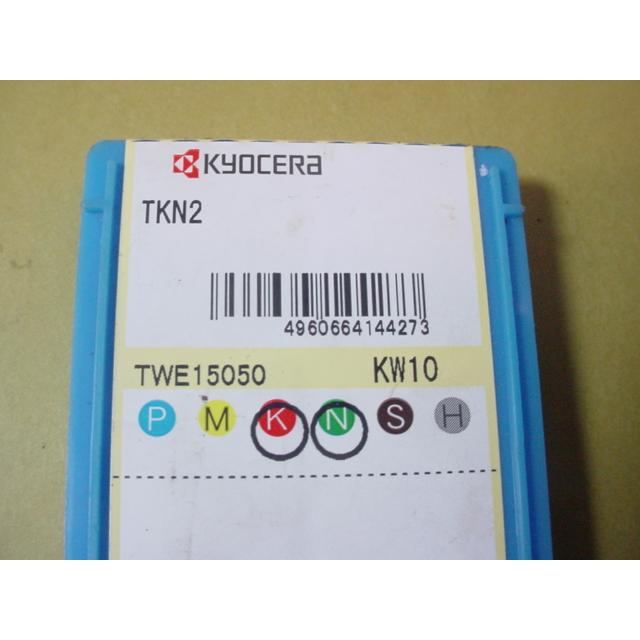 KYOCERa
TKN2
4960664144273
TWE15050 KW10
P M K N S H